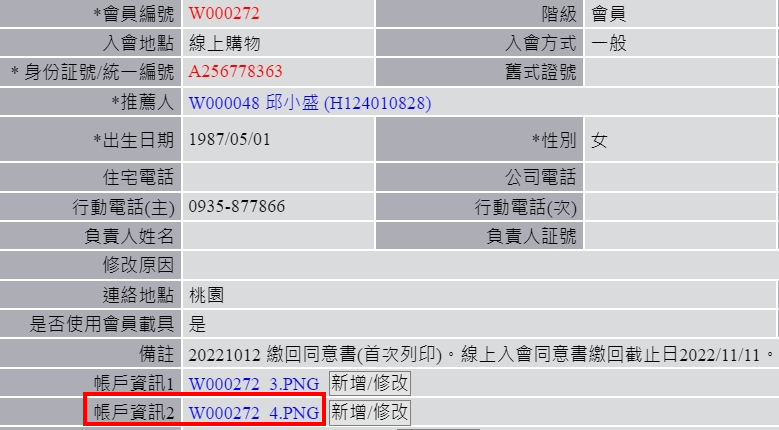 *會員編號 W000272 階級 會員
入會地點 線上購物 入會方式 一般
* 身份証號/統一編號 A256778363 舊式證號
*推薦人 W000048 邱小盛 (H124010828)
*出生日期 1987/05/01 *性別 女
住宅電話 公司電話
行動電話(主) 0935-877866 行動電話(次)
負責人姓名 負責人証號
修改原因
連絡地點 桃園
是否使用會員載具 是
備註 20221012 繳回同意書(首次列印)。線上入會同意書繳回截止日2022/11/11。
帳戶資訊1 W000272_3.PNG 新增/修改
帳戶資訊2 W000272_4.PNG 新增/修改